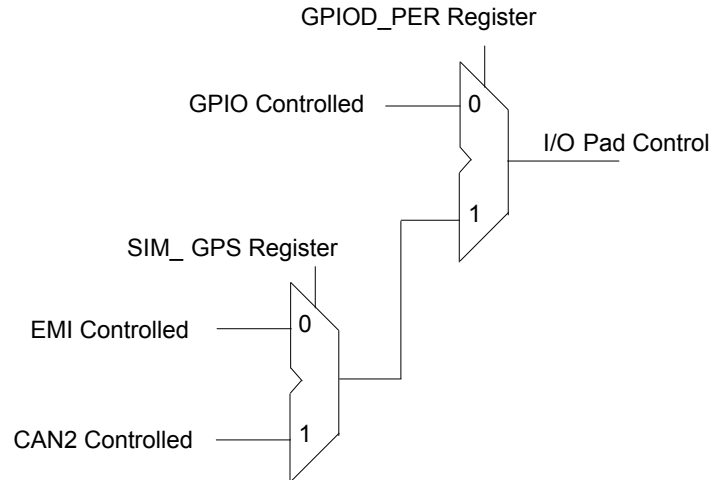 GPIOD_PER Register
GPIO Controlled
0
I/O Pad Control
1
SIM_ GPS Register
EMI Controlled
0
CAN2 Controlled
1